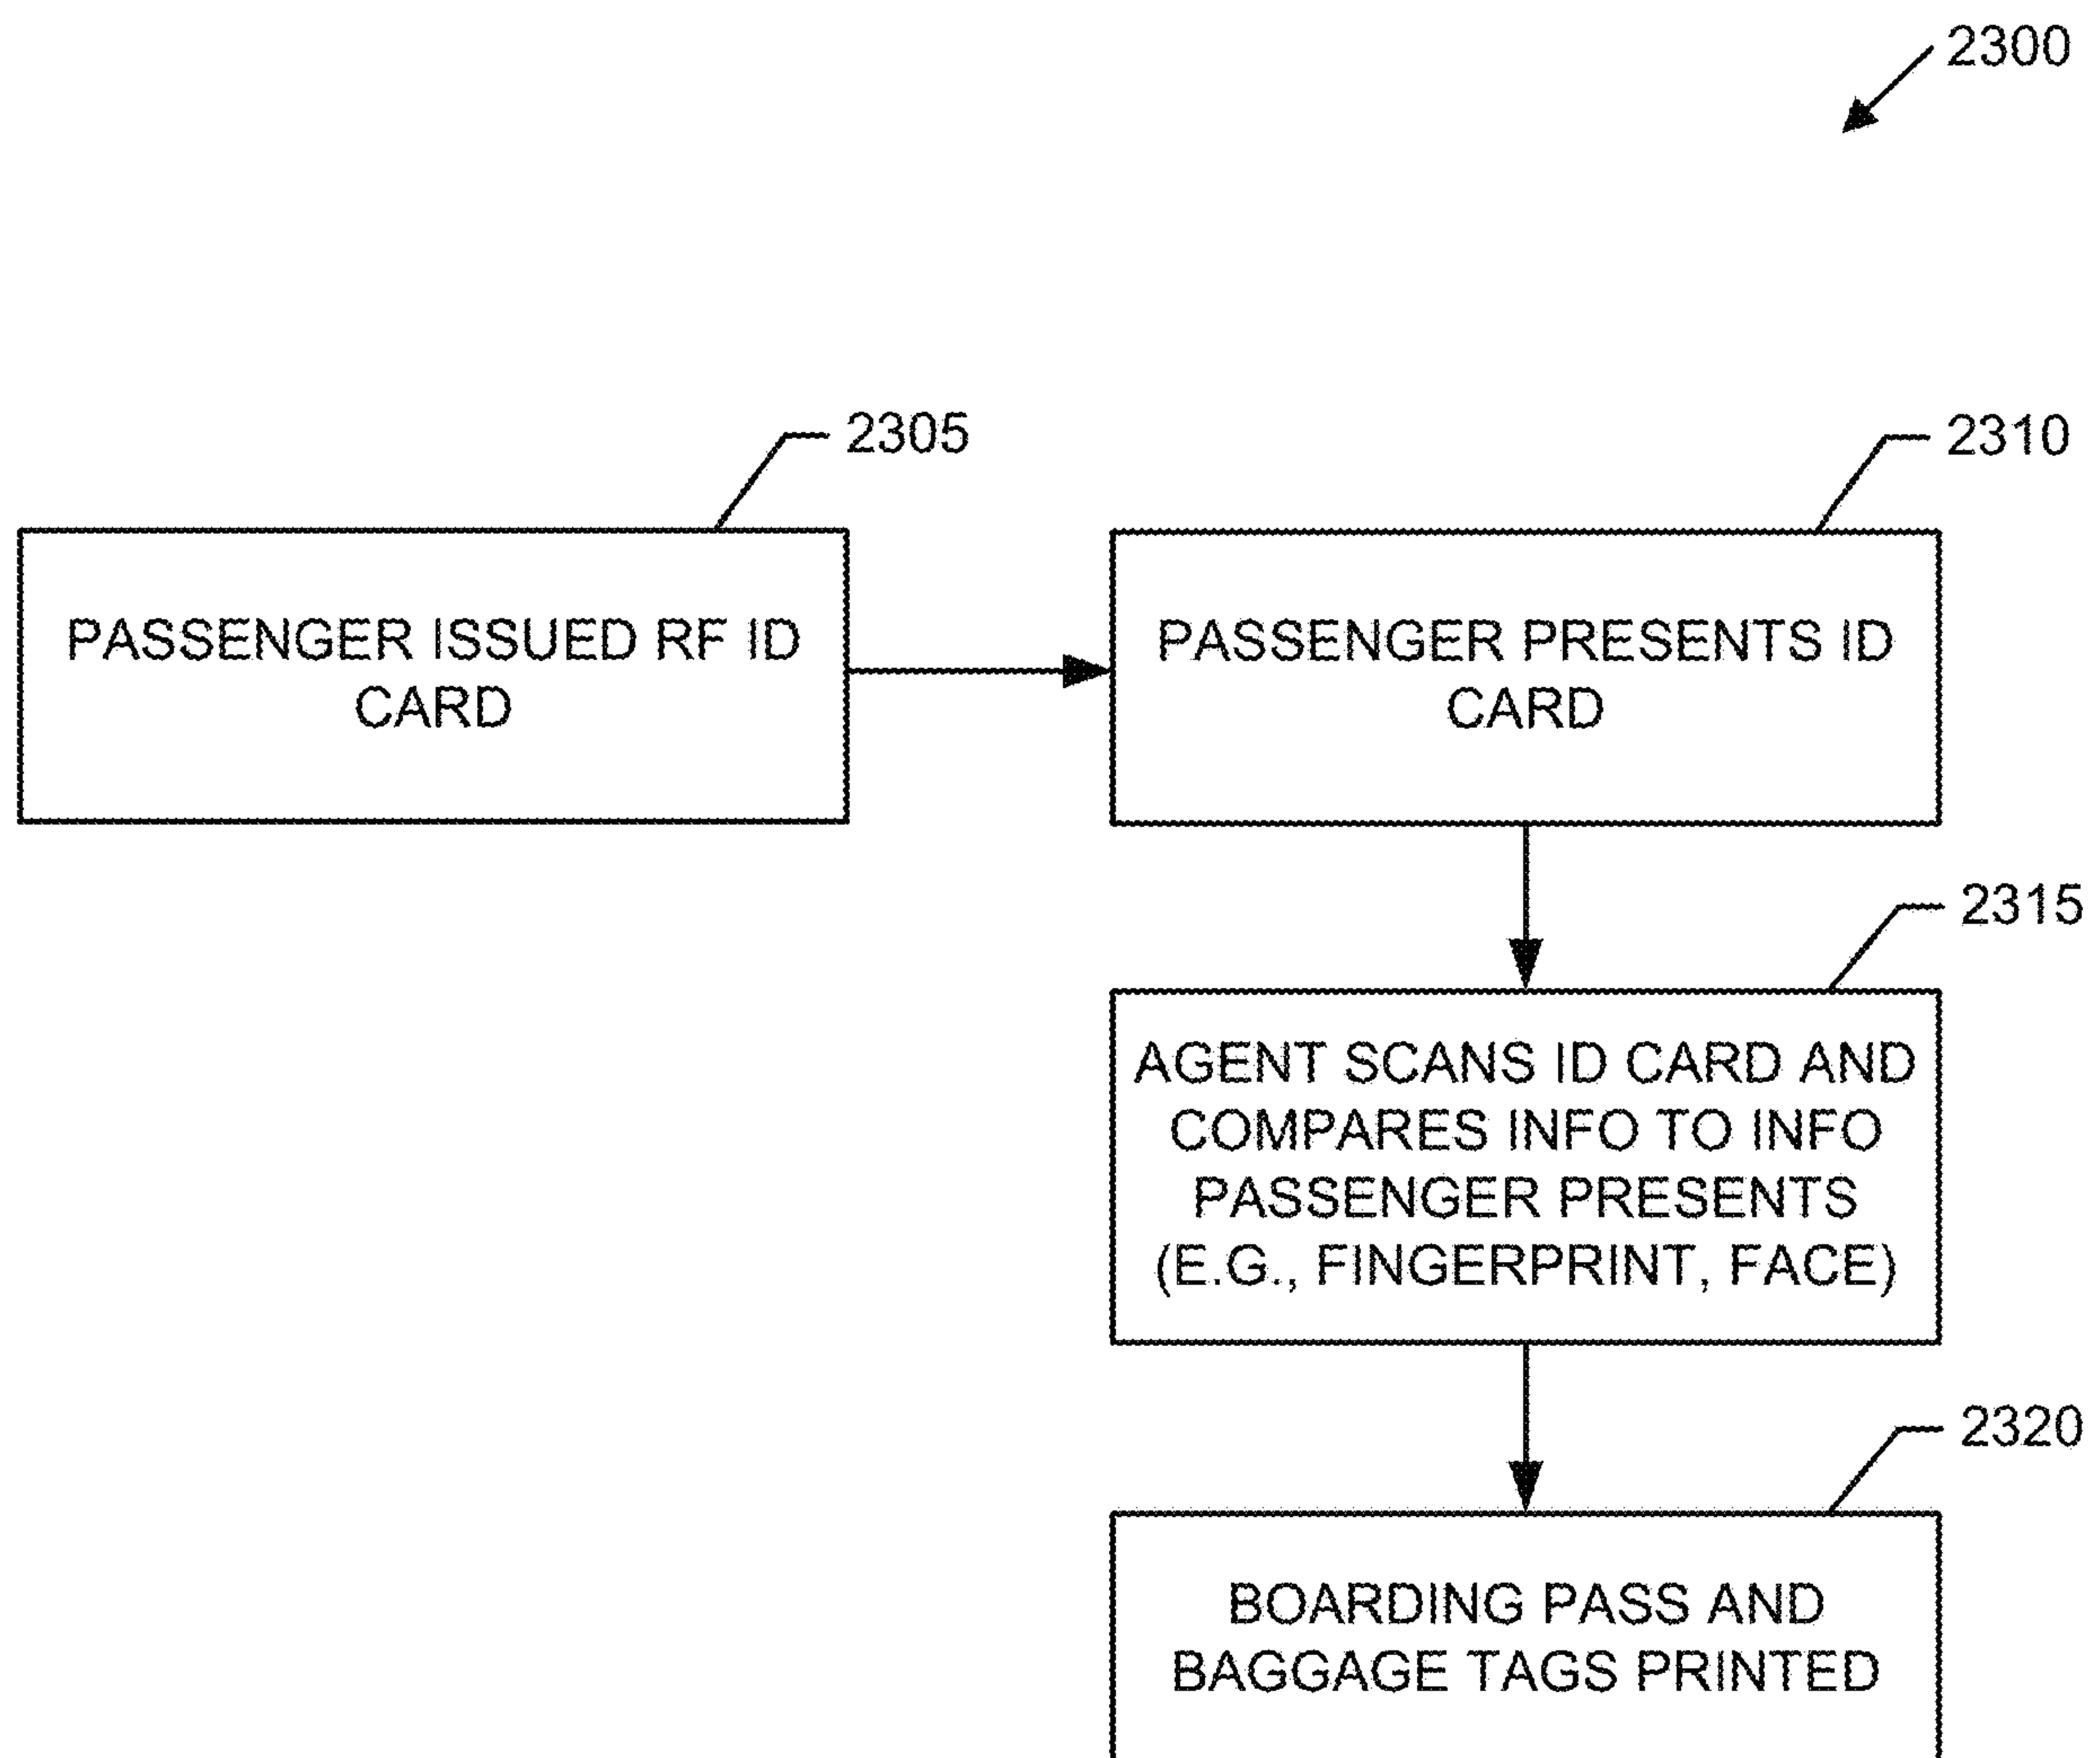 2300
2305
PASSENGER ISSUED RF ID
CARD
2310
PASSENGER PRESENTS ID
CARD
2315
AGENT SCANS ID CARD AND
COMPARES INFO TO INFO
PASSENGER PRESENTS
(E.G., FINGERPRINT, FACE)
2320
BOARDING PASS AND
BAGGAGE TAGS PRINTED